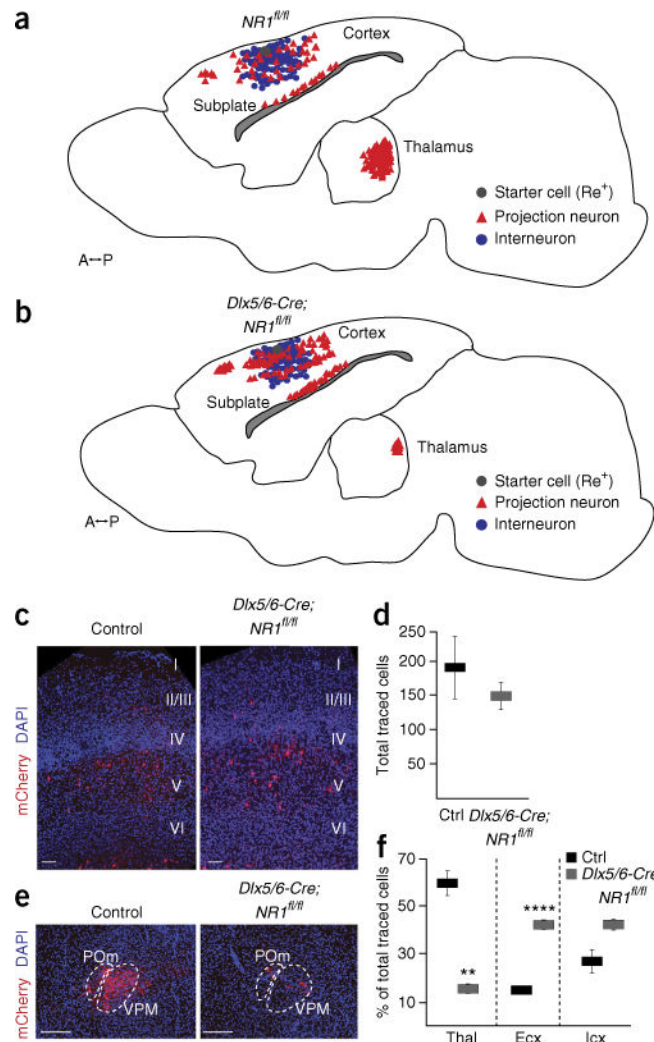 a
NR1fl/fl
Cortex
Subplate
Thalamus
Starter cell (Re+)
Projection neuron
Interneuron
A↔P
b
Dlx5/6-Cre;
NR1fl/fl
Cortex
Subplate
Thalamus
Starter cell (Re+)
Projection neuron
Interneuron
A↔P
c
Control
Dlx5/6-Cre;
NR1fl/fl
mCherry DAPI
I
II/III
IV
V
VI
I
II/III
IV
V
VI
d
Total traced cells
250
200
150
100
50
Ctrl Dlx5/6-Cre;
NR1fl/fl
e
Control
Dlx5/6-Cre;
NR1fl/fl
mCherry DAPI
POm
VPM
POm
VPM
f
% of total traced cells
70
50
30
10
Ctrl
Dlx5/6-Cre
NR1fl/fl
**
****
Thal Ecx Icx